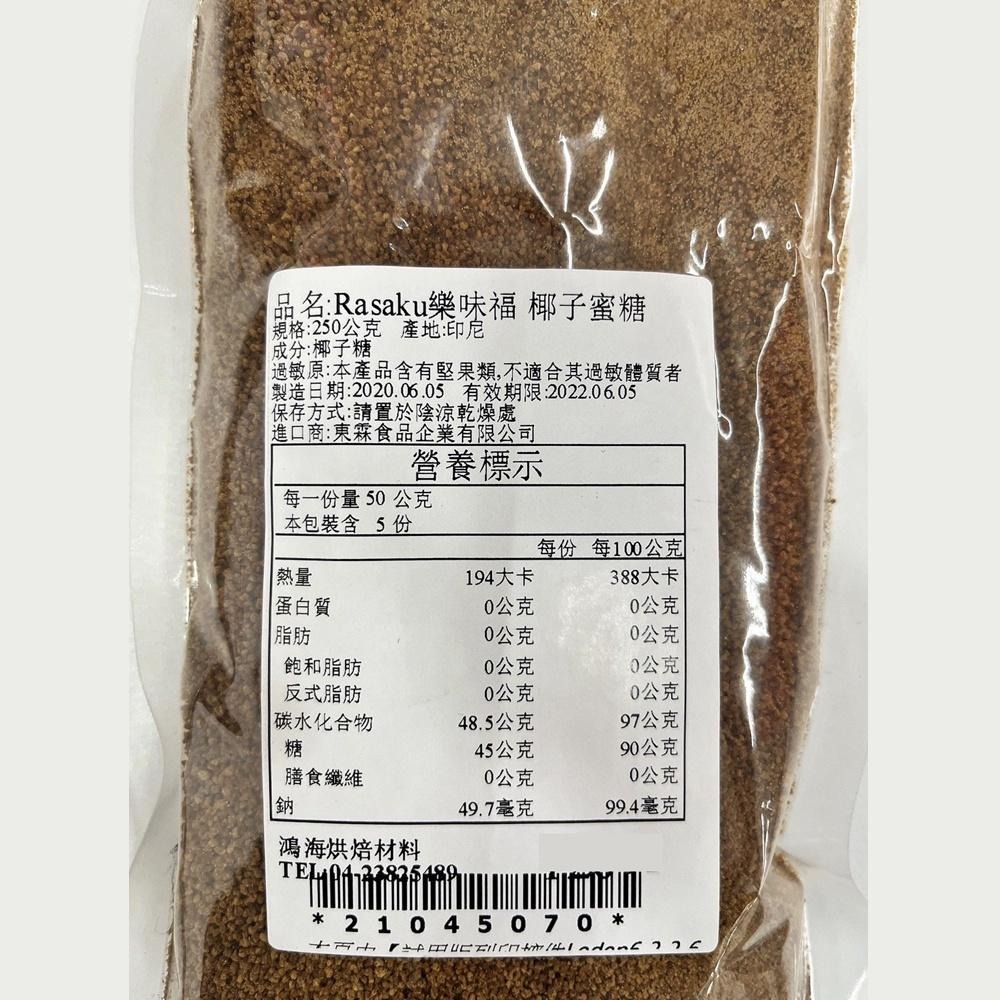 品名:Rasaku樂味福 椰子蜜糖
規格:250公克 產地:印尼
成分:椰子糖
過敏原:本產品含有堅果類,不適合其過敏體質者
製造日期:2020.06.05 有效期限:2022.06.05
保存方式:請置於陰涼乾燥處
進口商:東霖食品企業有限公司
營養標示
每一份量 50 公克
本包裝含 5 份
每份 每100公克
熱量 194大卡 388大卡
蛋白質 0公克 0公克
脂肪 0公克 0公克
飽和脂肪 0公克 0公克
反式脂肪 0公克 0公克
碳水化合物 48.5公克 97公克
糖 45公克 90公克
膳食纖維 0公克 0公克
鈉 49.7毫克 99.4毫克
鴻海烘焙材料
TEL:04-23825489
*21045070*